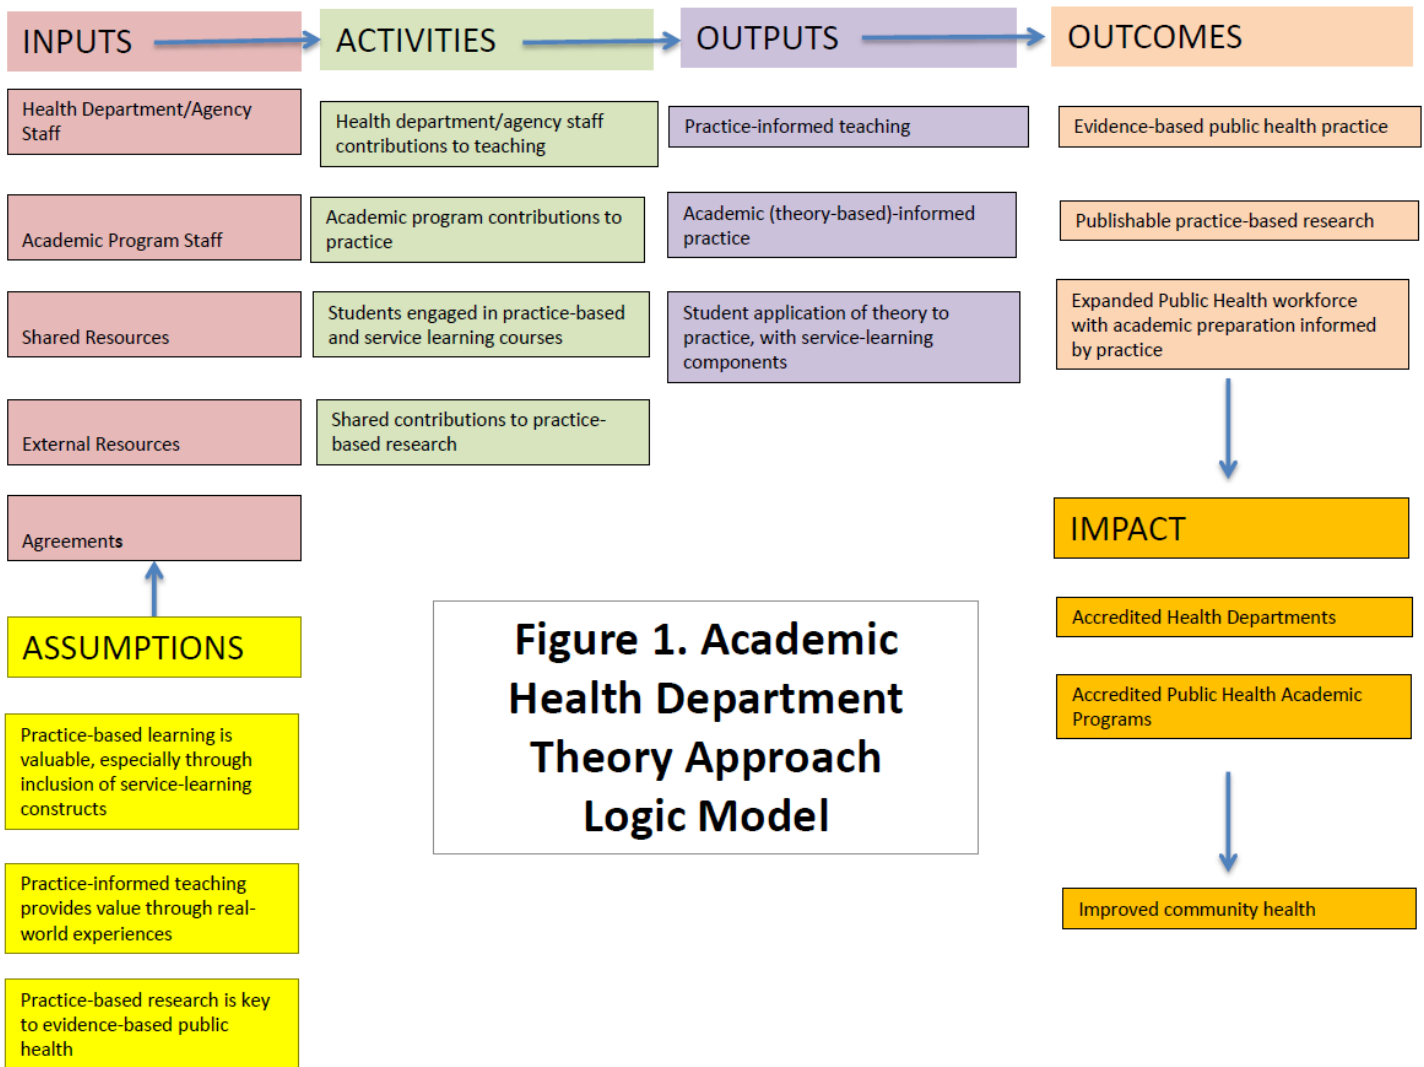 INPUTS
Health Department/Agency
Staff
Academic Program Staff
Shared Resources
External Resources
Agreements
ASSUMPTIONS
Practice-based learning is
valuable, especially through
inclusion of service-learning
constructs
Practice-informed teaching
provides value through real-
world experiences
Practice-based research is key
to evidence-based public
health
ACTIVITIES
Health department/agency staff
contributions to teaching
Academic program contributions to
practice
Students engaged in practice-based
and service learning courses
Shared contributions to practice-
based research
OUTPUTS
Practice-informed teaching
Academic (theory-based)-informed
practice
Student application of theory to
practice, with service-learning
components
OUTCOMES
Evidence-based public health practice
Publishable practice-based research
Expanded Public Health workforce
with academic preparation informed
by practice
IMPACT
Accredited Health Departments
Accredited Public Health Academic
Programs
Improved community health
Figure 1. Academic
Health Department
Theory Approach
Logic Model